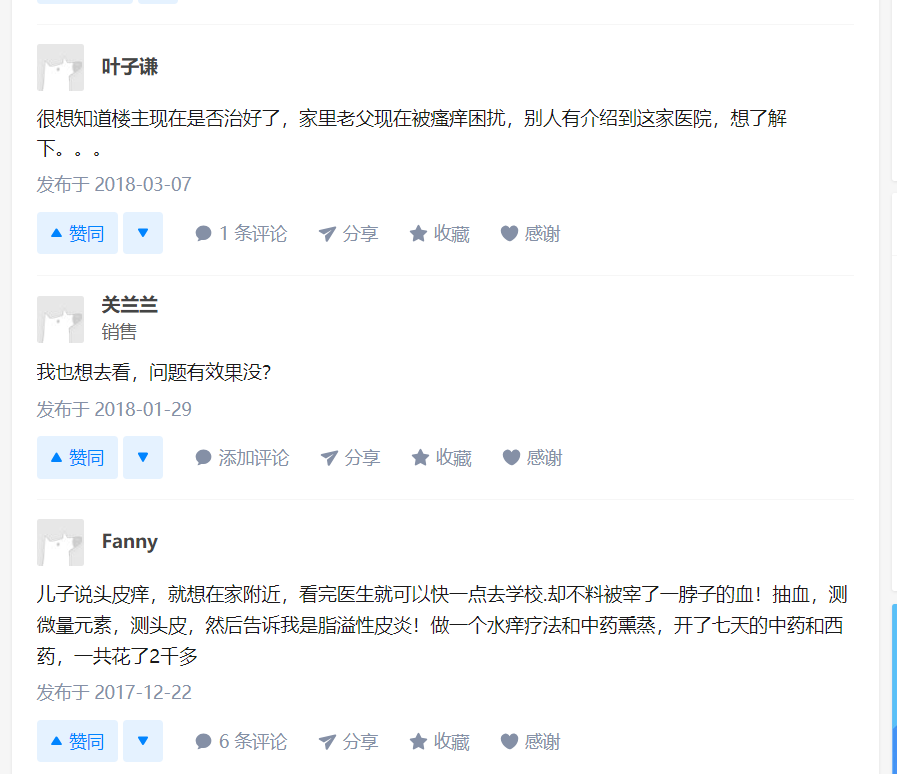 叶子谦
很想知道楼主现在是否治好了，家里老父现在被瘙痒困扰，别人有介绍到这家医院，想了解
下。。。
发布于 2018-03-07
赞同 1 条评论 分享 收藏 感谢
关兰兰
销售
我也想去看，问题有效果没？
发布于 2018-01-29
赞同 添加评论 分享 收藏 感谢
Fanny
儿子说头皮痒，就想在家附近，看完医生就可以快一点去学校.却不料被宰了一脖子的血！抽血，测
微量元素，测头皮，然后告诉我是脂溢性皮炎！做一个水痒疗法和中药熏蒸，开了七天的中药和西
药，一共花了2千多
发布于 2017-12-22
赞同 6 条评论 分享 收藏 感谢